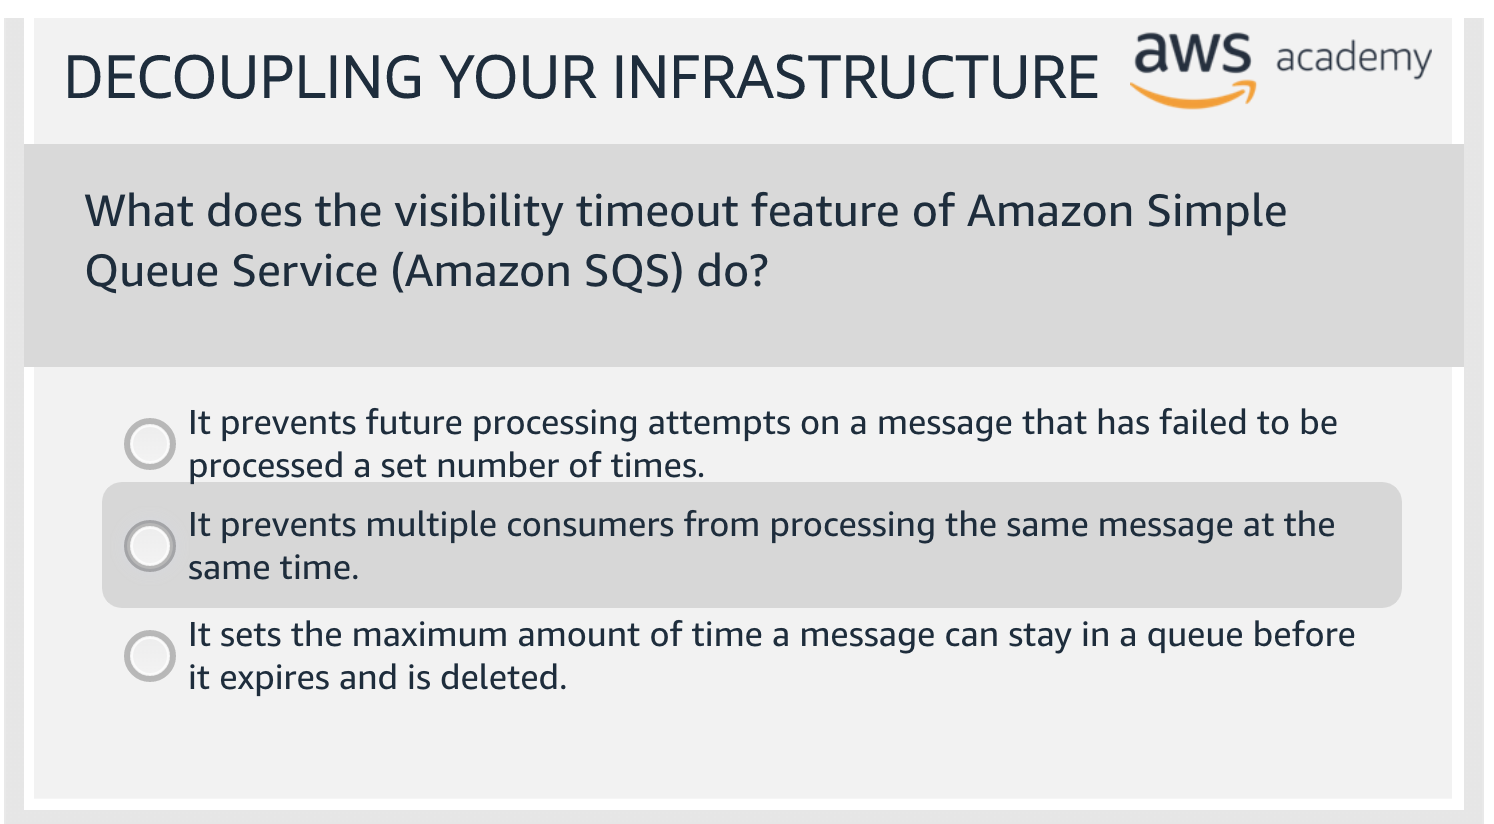 DECOUPLING YOUR INFRASTRUCTURE
aws academy
What does the visibility timeout feature of Amazon Simple
Queue Service (Amazon SQS) do?
It prevents future processing attempts on a message that has failed to be
processed a set number of times.
It prevents multiple consumers from processing the same message at the
same time.
It sets the maximum amount of time a message can stay in a queue before
it expires and is deleted.